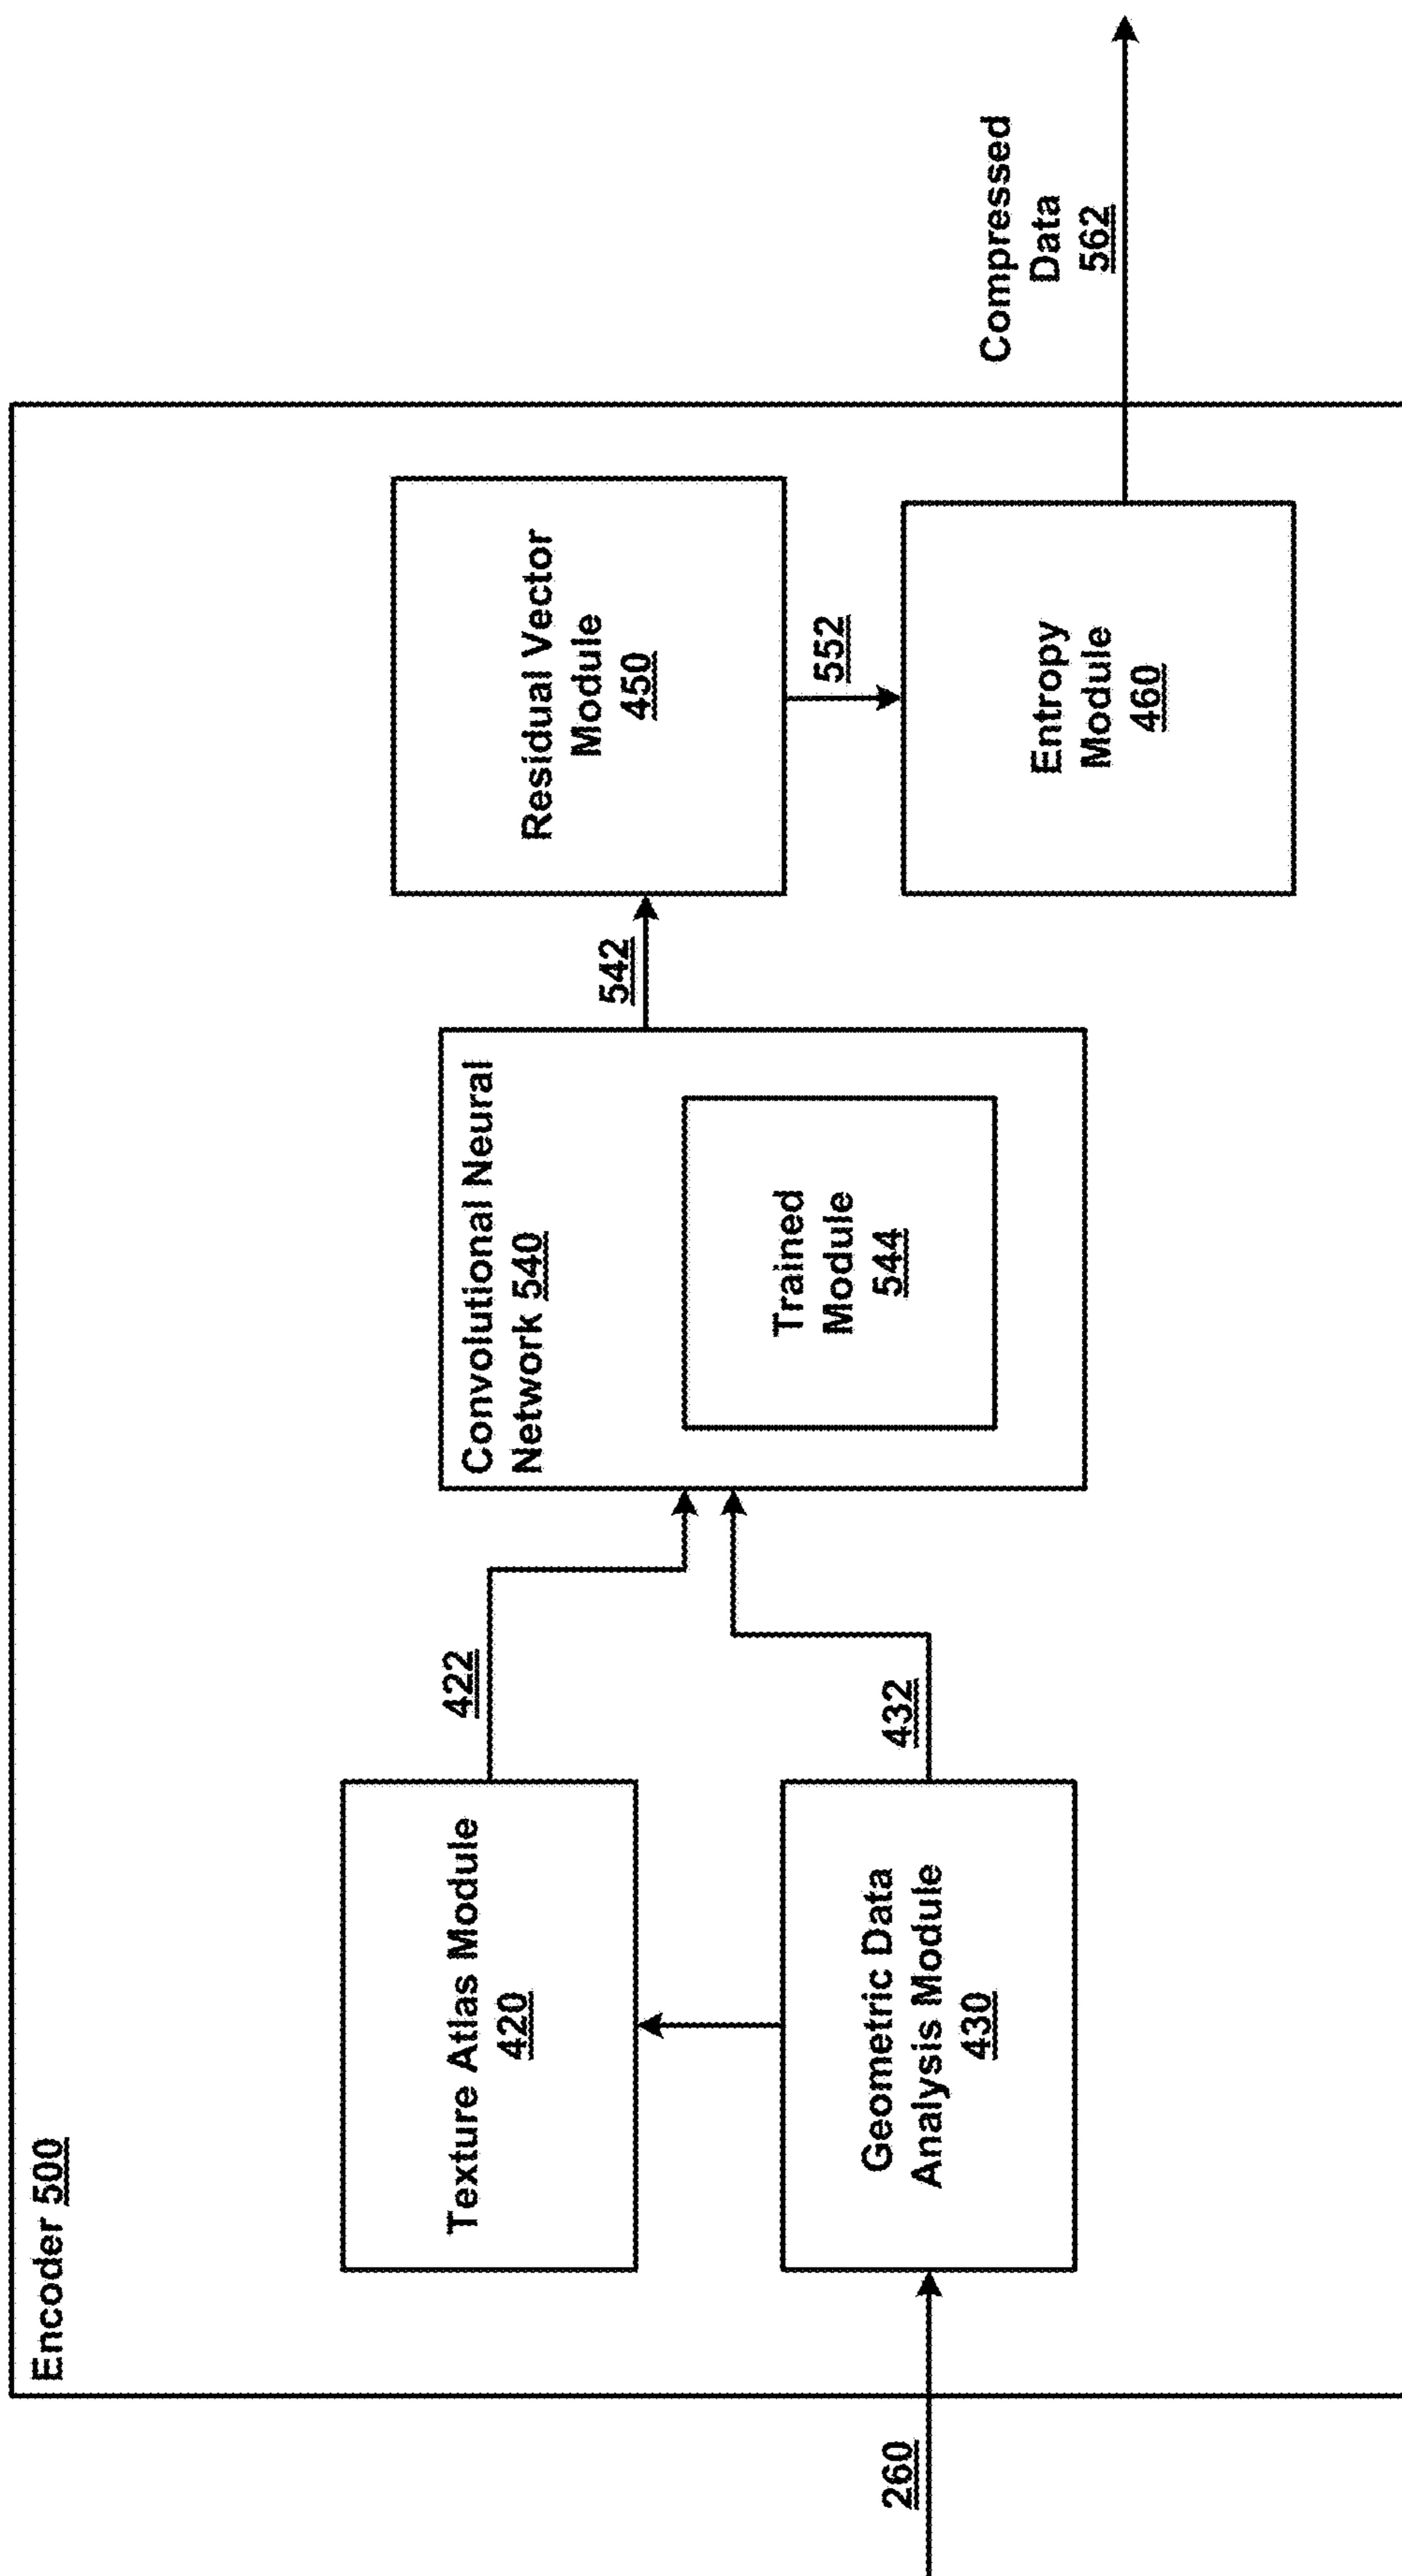 Encoder 500
260
Texture Atlas Module
420
Geometric Data
Analysis Module
430
422
432
Convolutional Neural
Network 540
Trained
Module
544
542
Residual Vector
Module
450
552
Entropy
Module
460
Compressed
Data
562